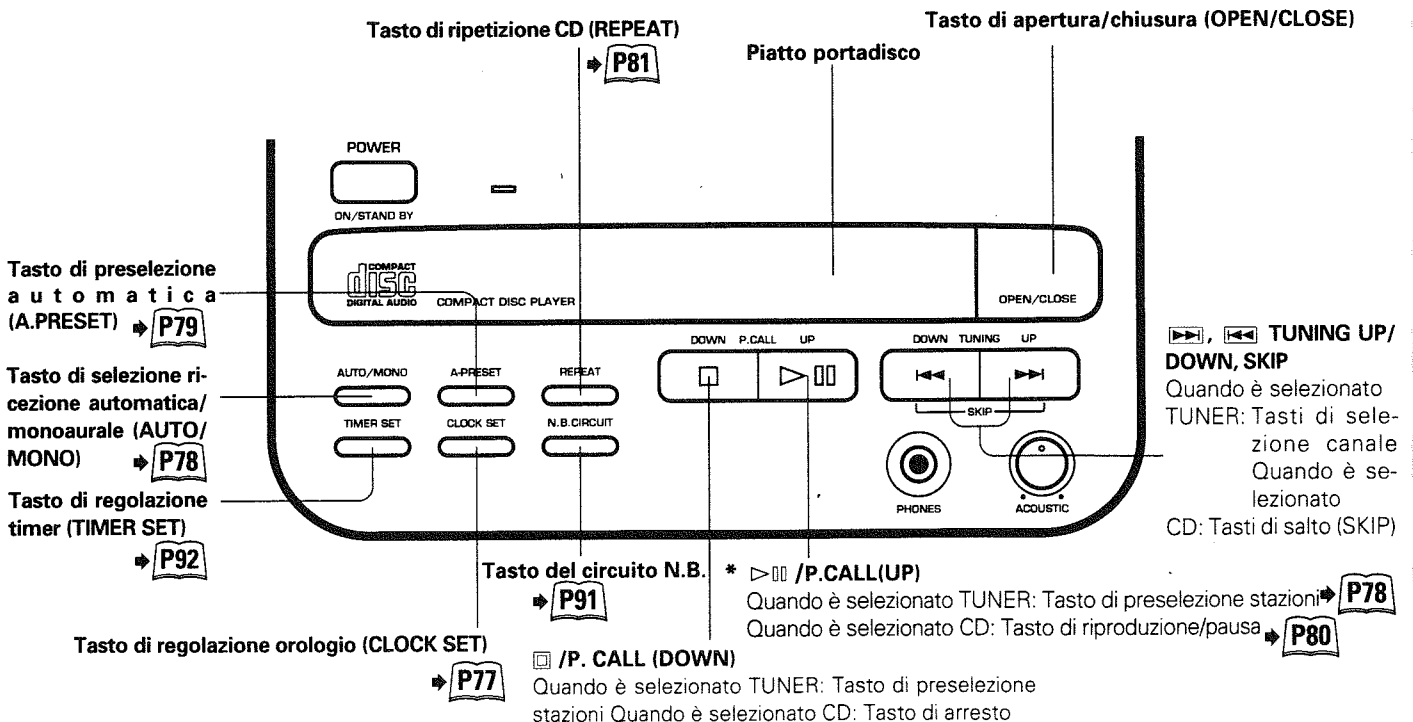 Tasto di ripetizione CD (REPEAT)
P81
Tasto di apertura/chiusura (OPEN/CLOSE)
Piatto portadisco
POWER
ON/STAND BY
COMPACT
disc
DIGITAL AUDIO
COMPACT DISC PLAYER
OPEN/CLOSE
Tasto di preselezione
automatica
(A.PRESET) P79
Tasto di selezione ri-
cezione automatica/
monoaurale (AUTO/
MONO) P78
Tasto di regolazione
timer (TIMER SET)
P92
AUTO/MONO A-PRESET REPEAT
TIMER SET CLOCK SET N.B.CIRCUIT
DOWN P.CALL UP
DOWN TUNING UP
SKIP
PHONES
ACOUSTIC
, TUNING UP/
DOWN, SKIP
Quando è selezionato
TUNER: Tasti di sele-
zione canale
Quando è se-
lezionato
CD: Tasti di salto (SKIP)
Tasto del circuito N.B.
P91
* /P.CALL(UP)
Quando è selezionato TUNER: Tasto di preselezione stazioni P78
Quando è selezionato CD: Tasto di riproduzione/pausa P80
Tasto di regolazione orologio (CLOCK SET)
P77
/P. CALL (DOWN)
Quando è selezionato TUNER: Tasto di preselezione
stazioni Quando è selezionato CD: Tasto di arresto